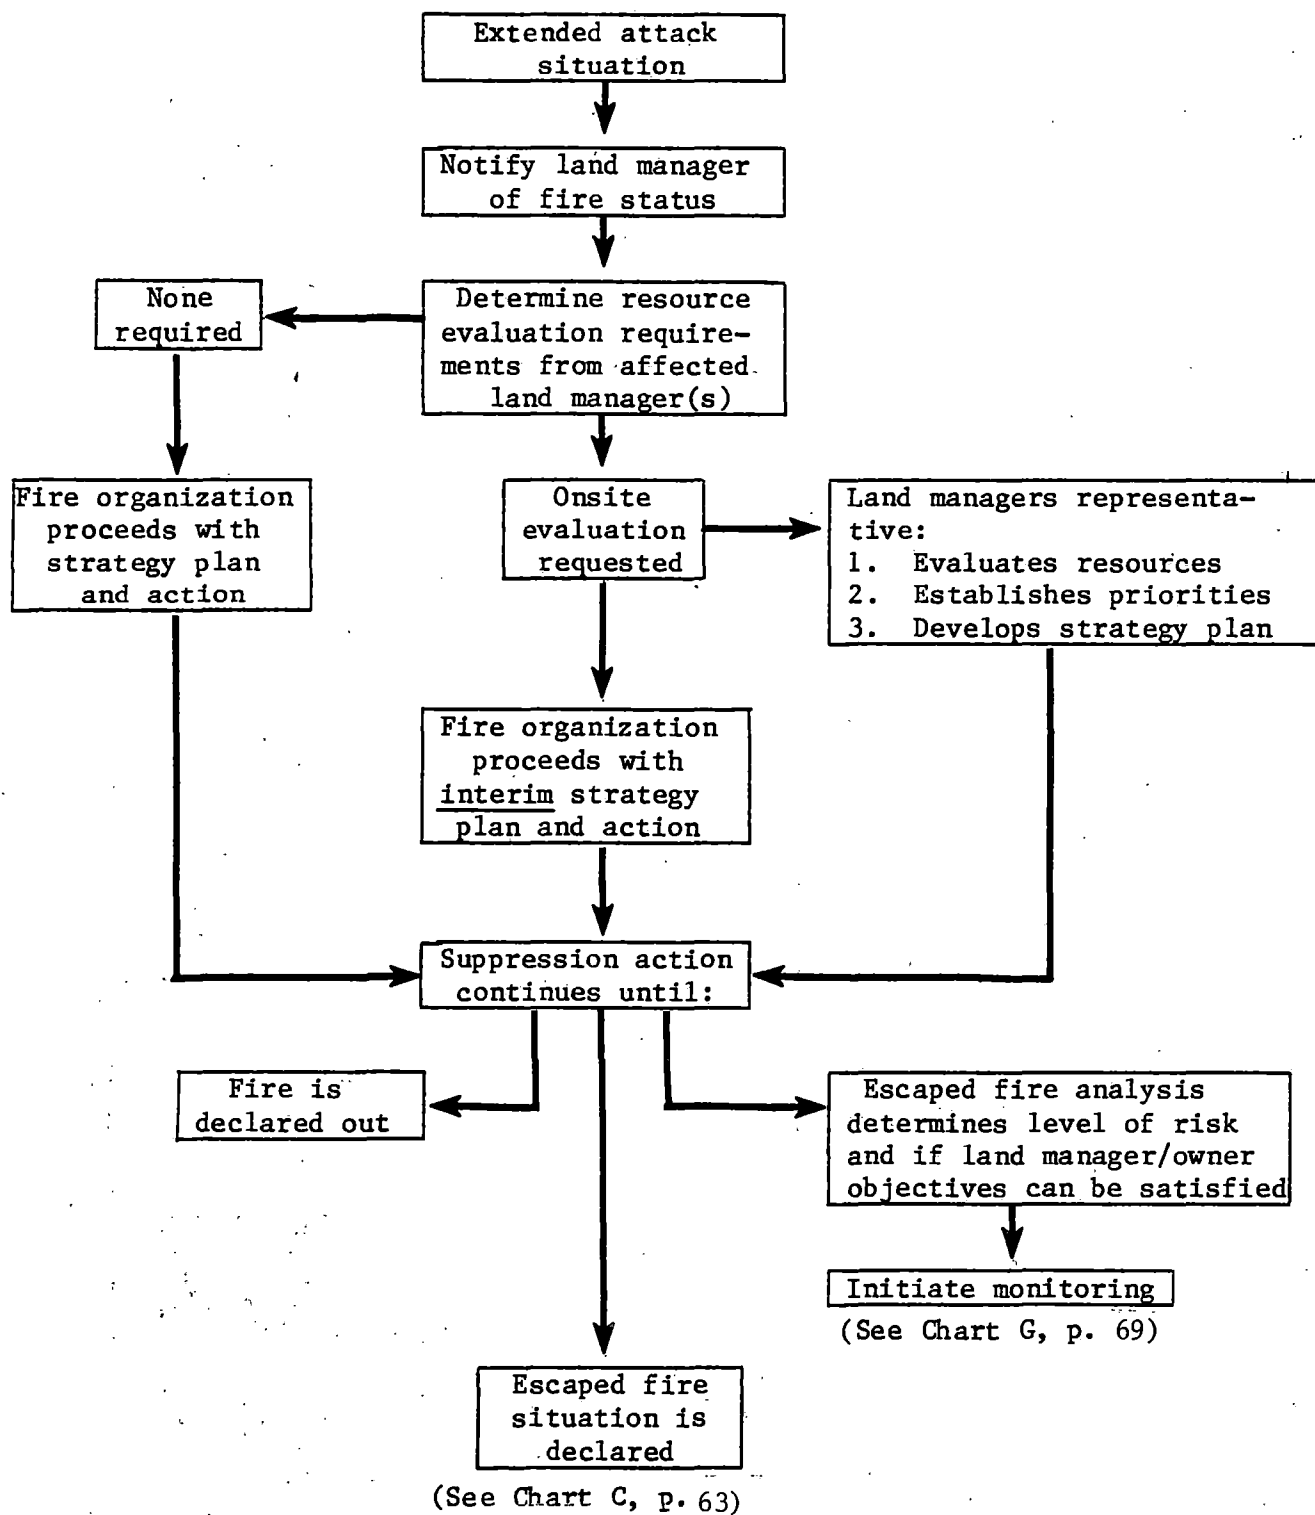 Extended attack
situation
Notify land manager
of fire status
None
required
Determine resource
evaluation require-
ments from affected
land manager(s)
Fire organization
proceeds with
strategy plan
and action
Onsite
evaluation
requested
Land managers representa-
tive:
1. Evaluates resources
2. Establishes priorities
3. Develops strategy plan
Fire organization
proceeds with
interim strategy
plan and action
Suppression action
continues until:
Fire is
declared out
Escaped fire analysis
determines level of risk
and if land manager/owner
objectives can be satisfied
Initiate monitoring
(See Chart G, p. 69)
Escaped fire
situation is
declared
(See Chart C, p. 63)